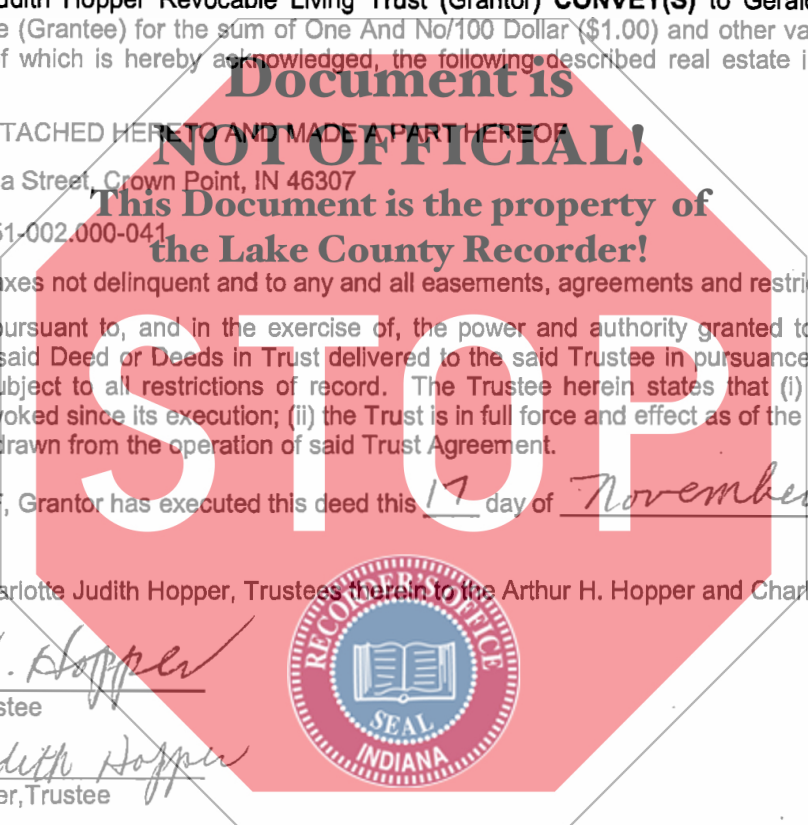 udith Hopper Revocable Living Trust (Grantor) CONVEY(S) to Geral
e (Grantee) for the sum of One And No/100 Dollar ($1.00) and other va
f which is hereby acknowledged, the following described real estate i
Document is
TACHED HERETO AND MADE A PART HEREOF
NOT OFFICIAL!
a Street, Crown Point, IN 46307
This Document is the property of
51-002.000-041
the Lake County Recorder!
axes not delinquent and to any and all easements, agreements and restri
ursuant to, and in the exercise of, the power and authority granted to
said Deed or Deeds in Trust delivered to the said Trustee in pursuance
ubject to all restrictions of record. The Trustee herein states that (i)
voked since its execution; (ii) the Trust is in full force and effect as of the
drawn from the operation of said Trust Agreement.
STOP
, Grantor has executed this deed this 17 day of November
arlotte Judith Hopper, Trustees therein to the Arthur H. Hopper and Charl
RECORDER'S OFFICE
SEAL
INDIANA
. Hopper
stee
dith Hopper
er, Trustee